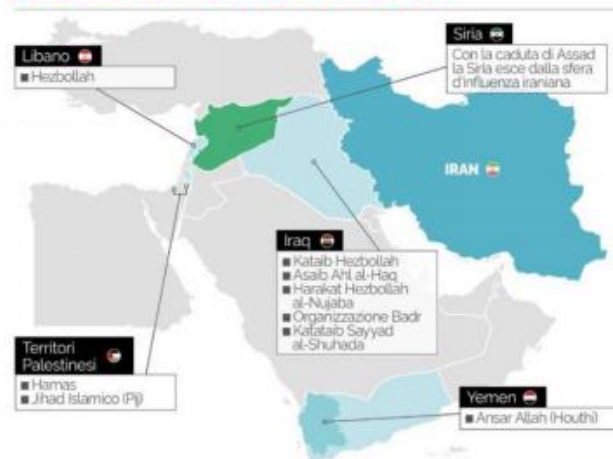 Libano
Hezbollah
Siria
Con la caduta di Assad
la Siria esce dalla sfera
d'influenza iraniana
IRAN
Iraq
Kataib Hezbollah
Asaib Ahl al-Haq
Harakat Hezbollah
al-Nujaba
Organizzazione Badr
Katataib Sayyad
al-Shuhada
Territori
Palestinesi
Hamas
Jihad Islamico (Pij)
Yemen
Ansar Allah (Houthi)